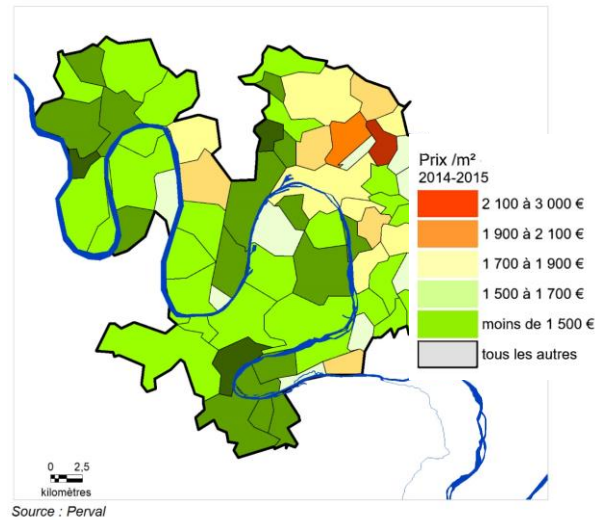 Prix /m²
2014-2015
2 100 à 3 000 €
1 900 à 2 100 €
1 700 à 1 900 €
1 500 à 1 700 €
moins de 1 500 €
tous les autres
0 2,5
kilomètres
Source : Perval